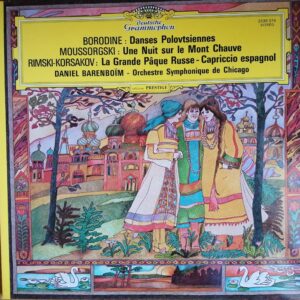 Deutsche
Grammophon
STEREO
BORODINE : Danses Polovtsiennes
MOUSSORGSKI : Une Nuit sur le Mont Chauve
RIMSKI-KORSAKOV : La Grande Pâque Russe - Capriccio espagnol
DANIEL BARENBOÏM - Orchestre Symphonique de Chicago
PRESTIGE